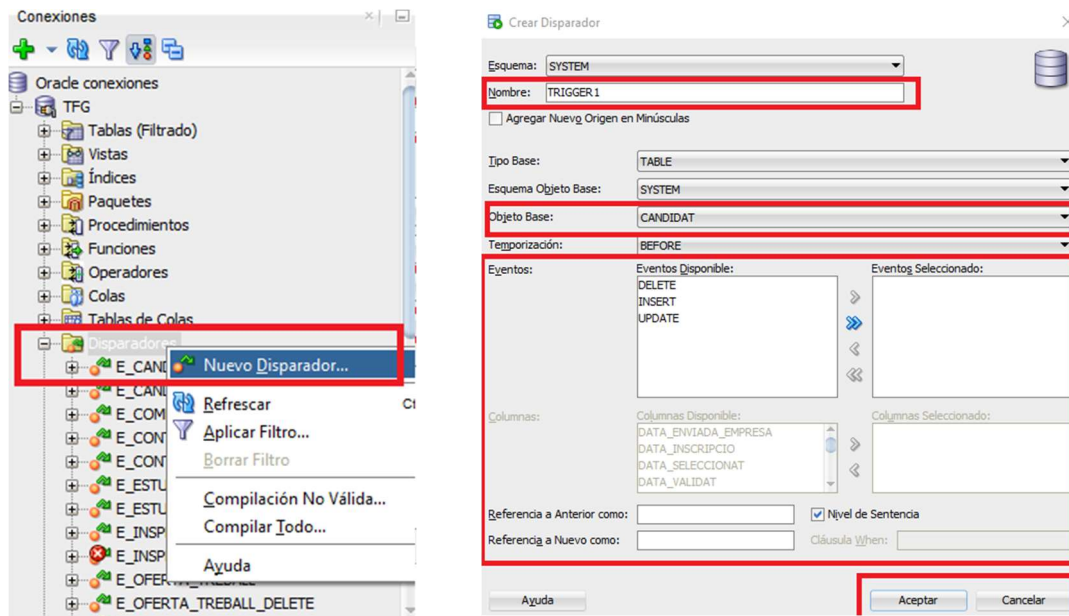 Conexiones
Oracle conexiones
TFG
Tablas (Filtrado)
Vistas
Índices
Paquetes
Procedimientos
Funciones
Operadores
Colas
Tablas de Colas
Disparadores
E_CAND
Nuevo Disparador...
E_CAND
E_COM
Refrescar
E_CONT
Aplicar Filtro...
E_CONT
Borrar Filtro
E_ESTU
E_ESTU
Compilación No Válida...
E_INSP
Compilar Todo...
E_INSP
Ayuda
E_OFERTA_TREBALL
E_OFERTA_TREBALL_DELETE
Crear Disparador
Esquema: SYSTEM
Nombre: TRIGGER1
Agregar Nuevo Origen en Minúsculas
Tipo Base: TABLE
Esquema Objeto Base: SYSTEM
Objeto Base: CANDIDAT
Temporización: BEFORE
Eventos: Eventos Disponible: Eventos Seleccionado:
DELETE
INSERT
UPDATE
Columnas: Columnas Disponible: Columnas Seleccionado:
DATA_ENVIADA_EMPRESA
DATA_INSCRIPCIO
DATA_SELECCIONAT
DATA_VALIDAT
Referencia a Anterior como: Nivel de Sentencia
Referencia a Nuevo como: Cláusula When:
Ayuda Aceptar Cancelar